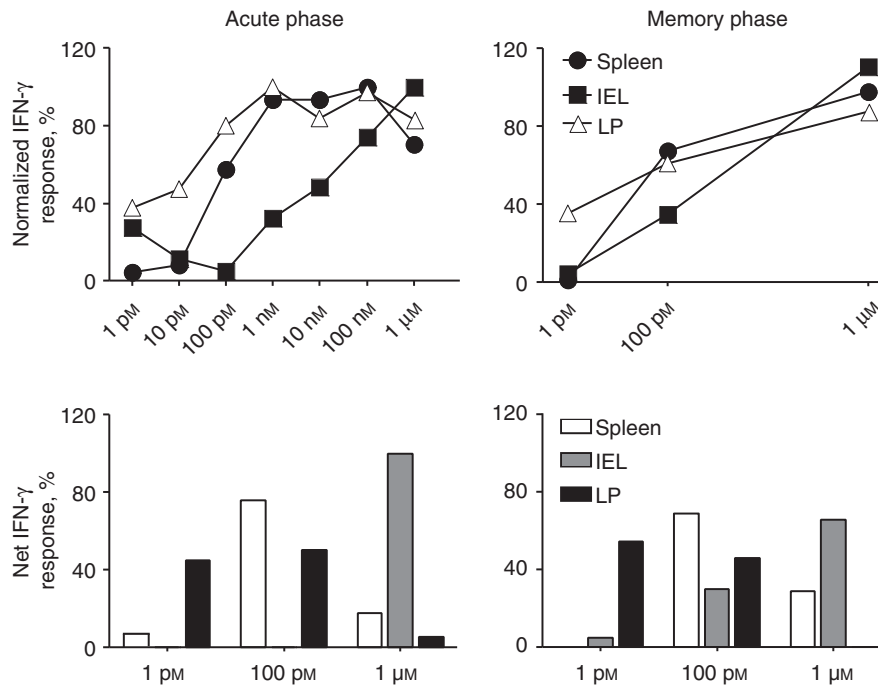 Acute phase
Memory phase
Normalized IFN-γ
response, %
120
80
40
0
1 pM
10 pM
100 pM
1 nM
10 nM
100 nM
1 μM
120
80
40
0
Spleen
IEL
LP
1 pM
100 pM
1 μM
Net IFN-γ
response, %
120
80
40
0
1 pM
100 pM
1 μM
120
80
40
0
Spleen
IEL
LP
1 pM
100 pM
1 μM